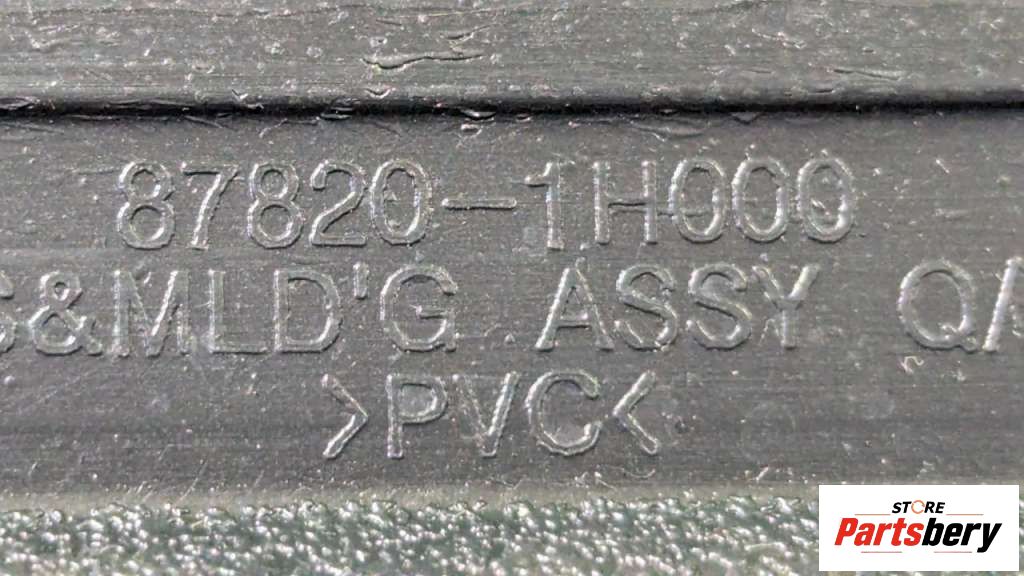 87820-1H000
&MLD'G ASSY Q/
>PVC<
STORE
Partsbery